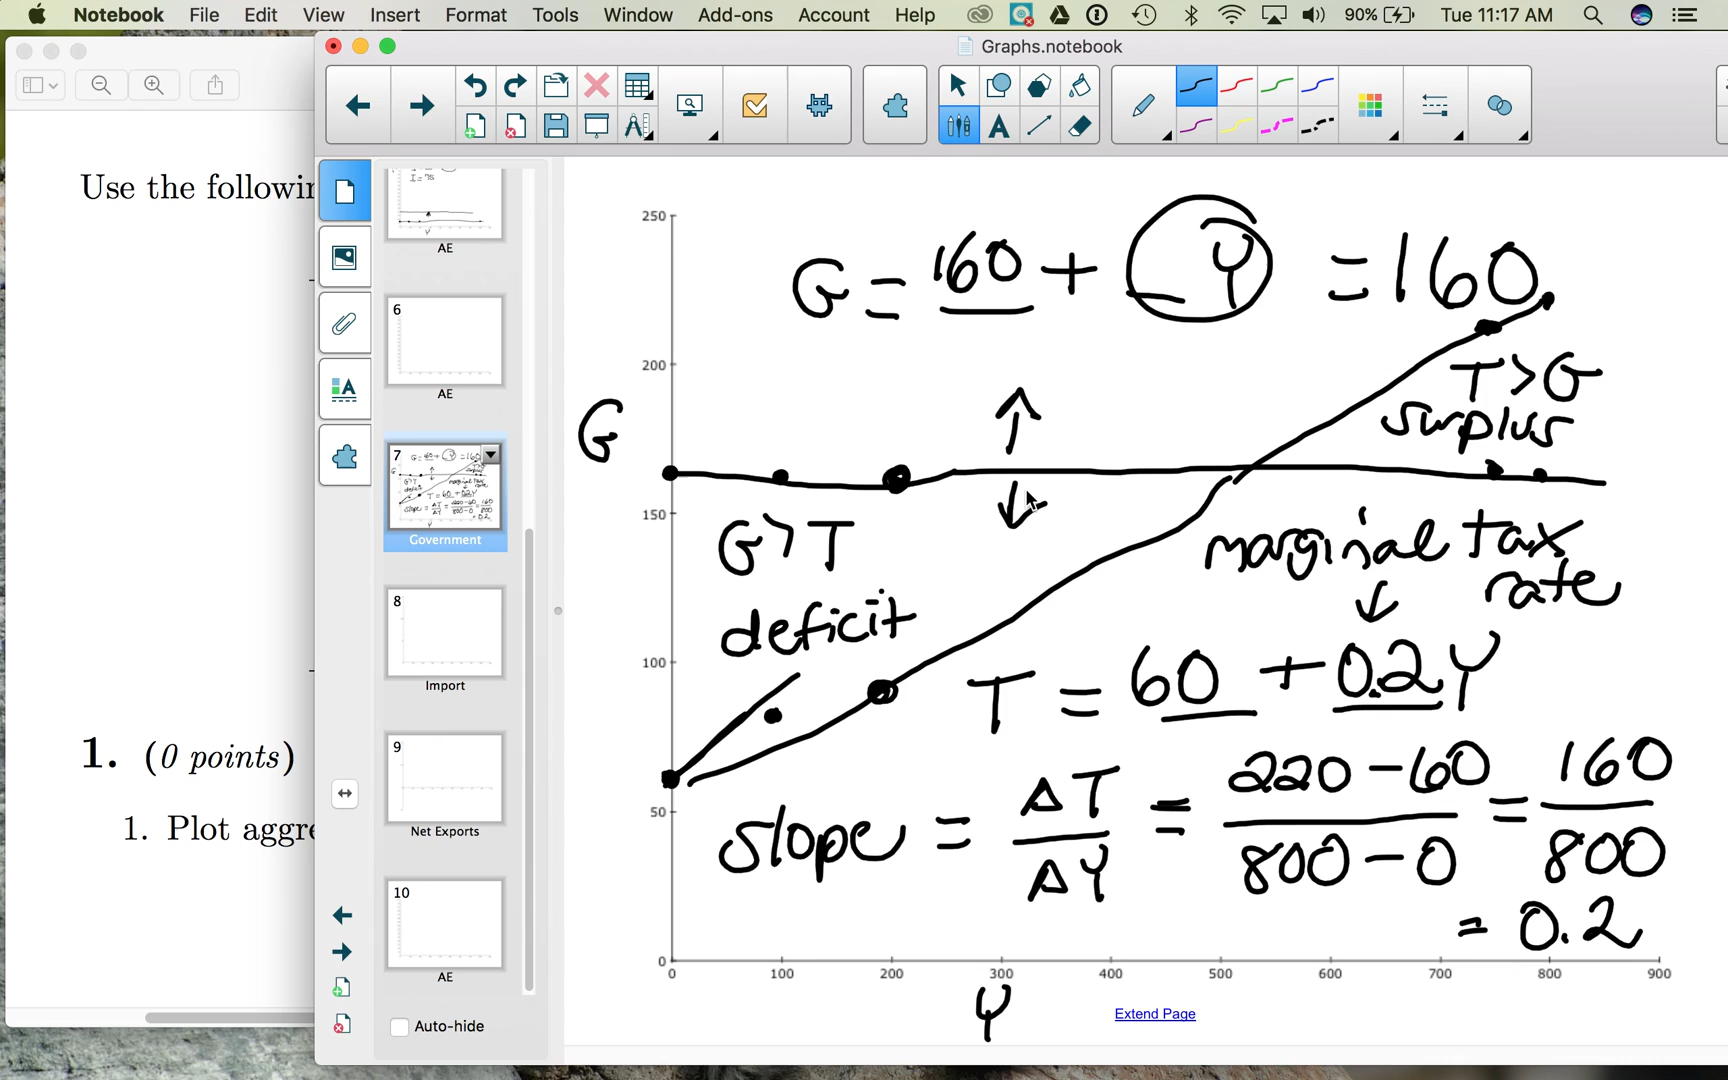 Notebook File Edit View Insert Format Tools Window Add-ons Account Help 90% Tue 11:17 AM
Graphs.notebook
Use the followin
1. (0 points)
1. Plot aggre
I=75
Y
AE
6
AE
7
Government
8
Import
9
Net Exports
10
AE
Auto-hide
G = 160 + _Y = 160
T > G
surplus
G
G > T
deficit
marginal tax
rate
T = 60 + 0.2Y
slope = ΔT/ΔY = 220 - 60/800 - 0 = 160/800
= 0.2
250
200
150
100
50
0
0 100 200 300 400 500 600 700 800 900
Y
Extend Page